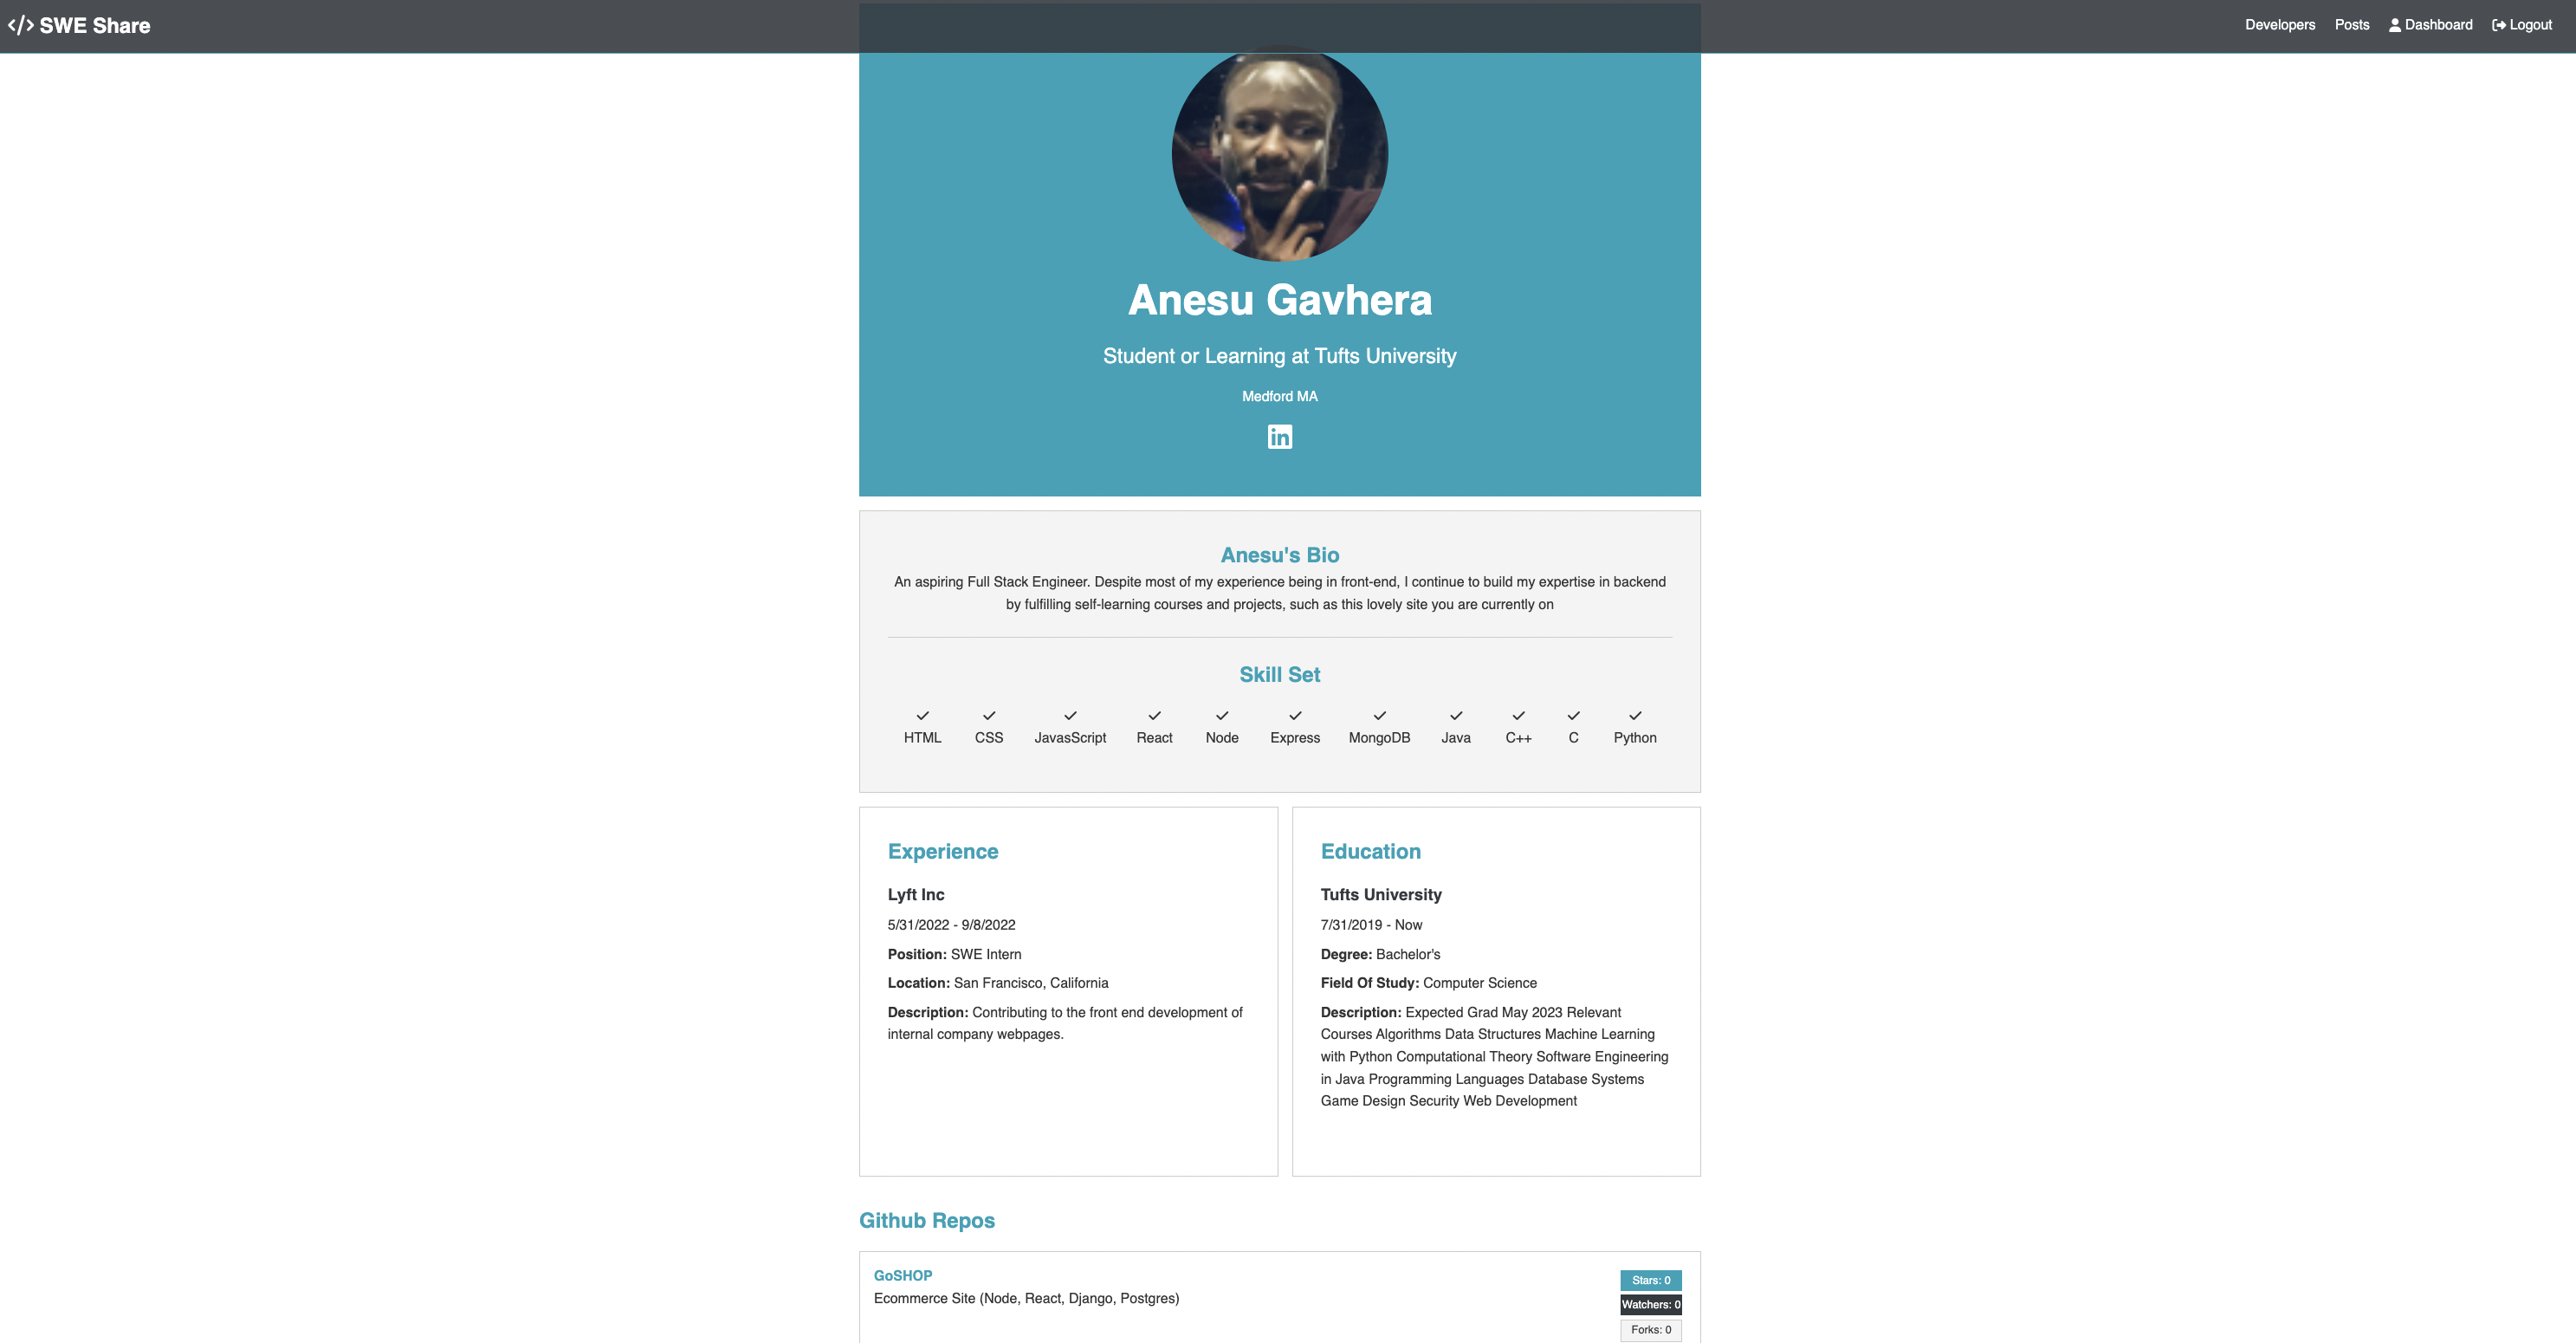 SWE Share
Developers Posts Dashboard Logout
Anesu Gavhera
Student or Learning at Tufts University
Medford MA
in
Anesu's Bio
An aspiring Full Stack Engineer. Despite most of my experience being in front-end, I continue to build my expertise in backend
by fulfilling self-learning courses and projects, such as this lovely site you are currently on
Skill Set
HTML CSS JavasScript React Node Express MongoDB Java C++ C Python
Experience
Lyft Inc
5/31/2022 - 9/8/2022
Position: SWE Intern
Location: San Francisco, California
Description: Contributing to the front end development of
internal company webpages.
Education
Tufts University
7/31/2019 - Now
Degree: Bachelor's
Field Of Study: Computer Science
Description: Expected Grad May 2023 Relevant
Courses Algorithms Data Structures Machine Learning
with Python Computational Theory Software Engineering
in Java Programming Languages Database Systems
Game Design Security Web Development
Github Repos
GoSHOP
Ecommerce Site (Node, React, Django, Postgres)
Stars: 0
Watchers: 0
Forks: 0